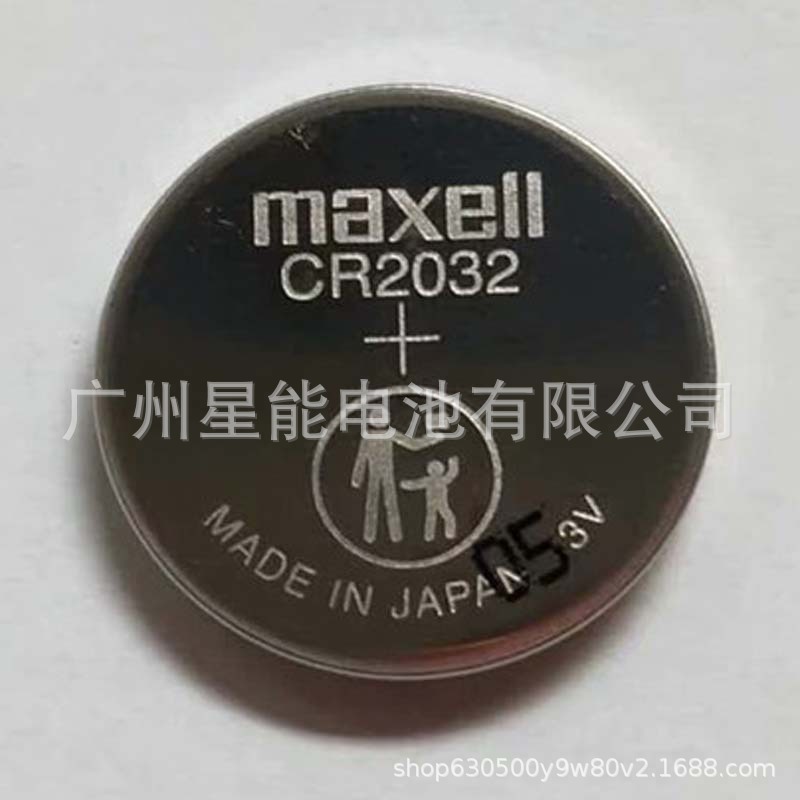 maxell
CR2032
+
广州星能电池有限公司
MADE IN JAPAN 3V
05
shop630500y9w80v2.1688.com